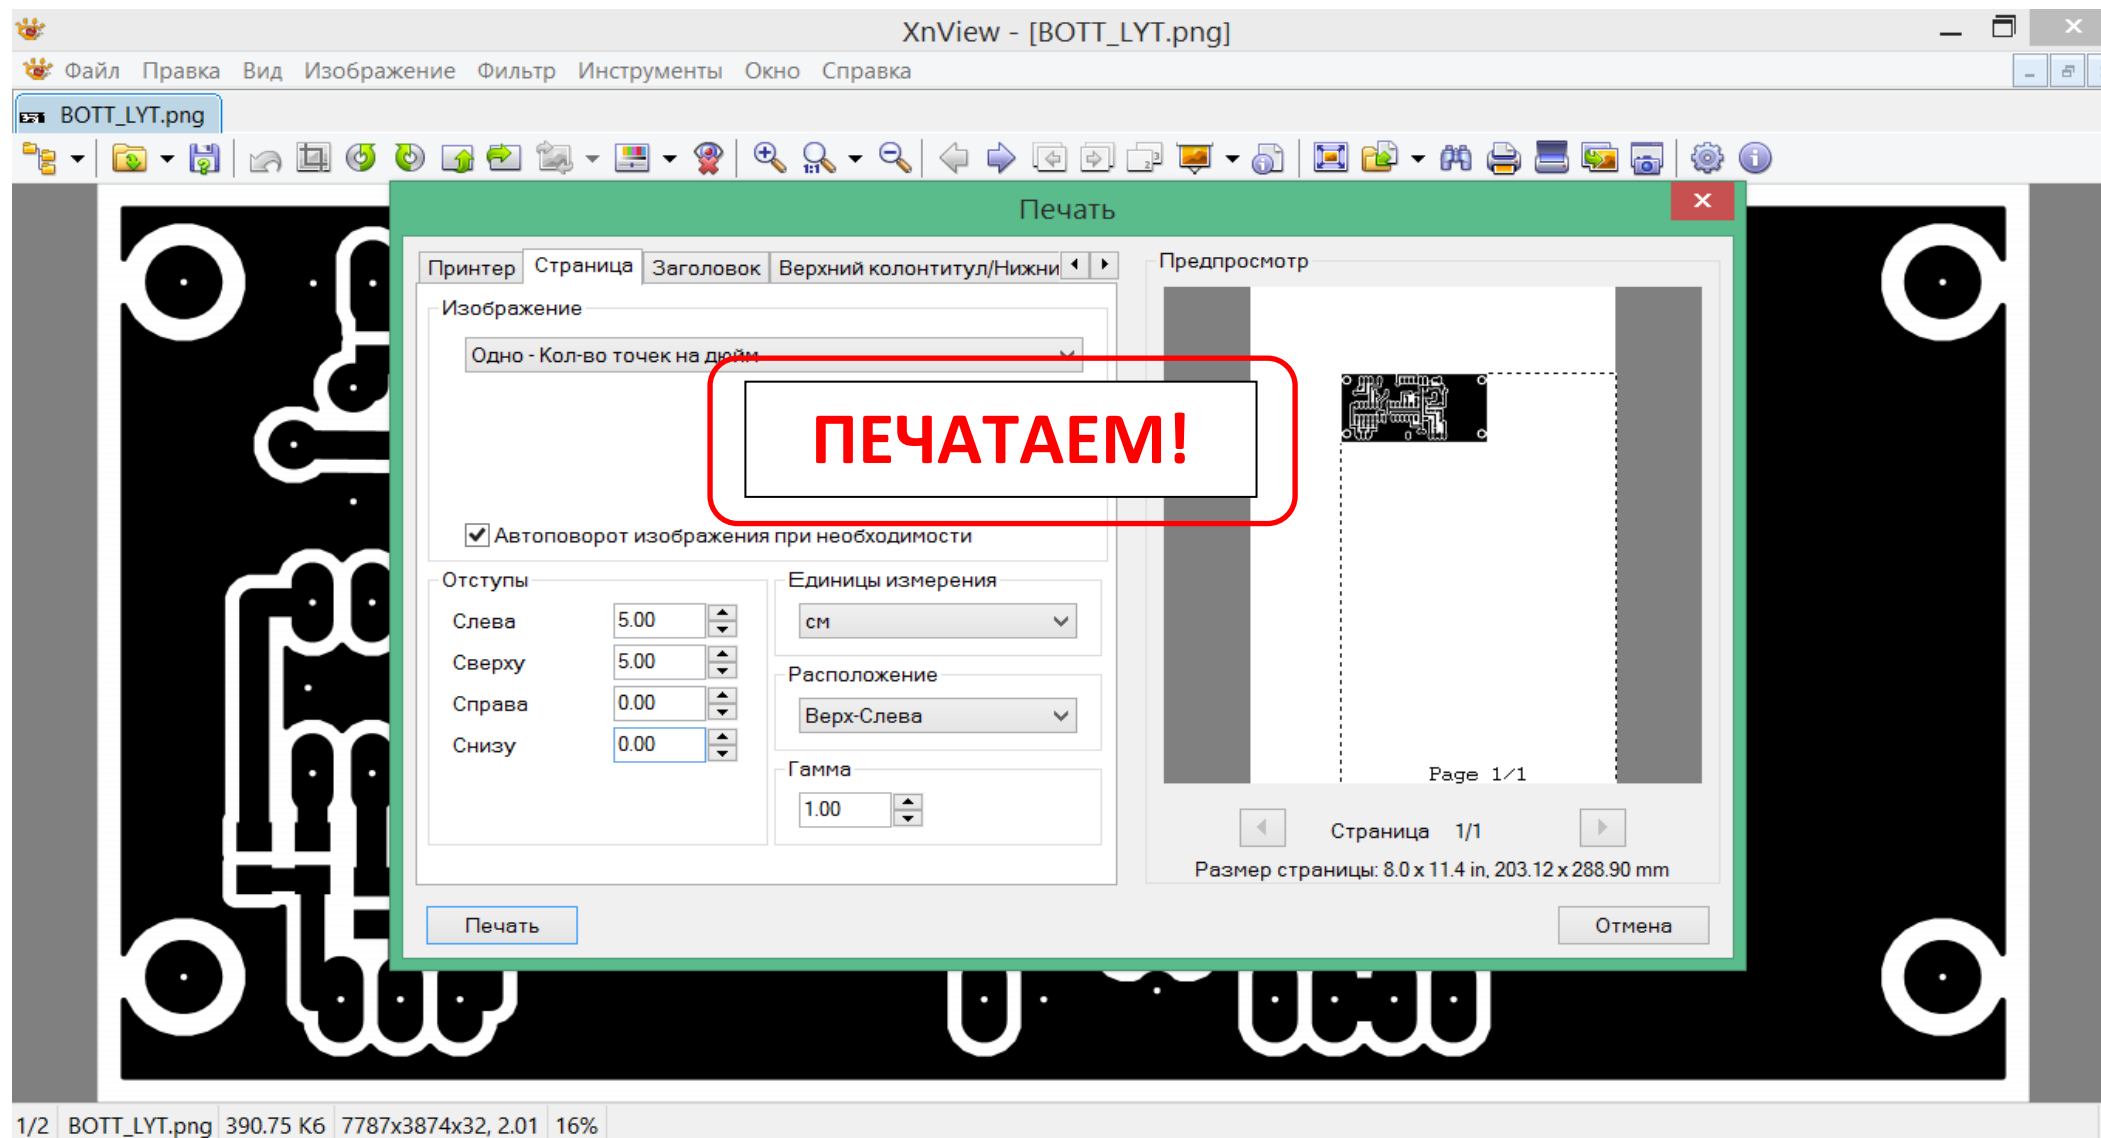 XnView - [BOTT_LYT.png]
Файл Правка Вид Изображение Фильтр Инструменты Окно Справка
BOTT_LYT.png
1:1
Печать
Принтер Страница Заголовок Верхний колонтитул/Нижни
Предпросмотр
Изображение
Одно - Кол-во точек на дюйм
ПЕЧАТАЕМ!
Автоповорот изображения при необходимости
Отступы
Единицы измерения
Слева 5.00
см
Сверху 5.00
Расположение
Справа 0.00
Верх-Слева
Снизу 0.00
Гамма
1.00
Page 1/1
Страница 1/1
Размер страницы: 8.0 x 11.4 in, 203.12 x 288.90 mm
Печать
Отмена
1/2 BOTT_LYT.png 390.75 Кб 7787x3874x32, 2.01 16%